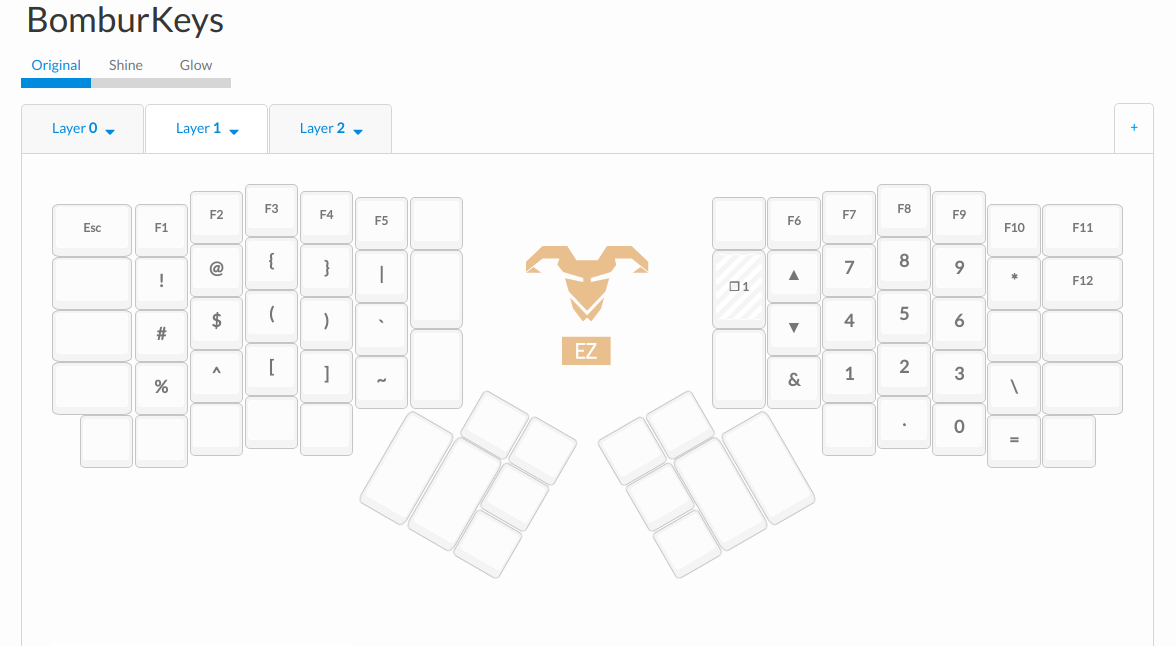 BomburKeys
Original Shine Glow
Layer 0 Layer 1 Layer 2 +
Esc F1 F2 F3 F4 F5 F6 F7 F8 F9 F10 F11
! @ { } | ❐ 1 ▲ 7 8 9 * F12
# $ ( ) ` ▼ 4 5 6
EZ
% ^ [ ] ~ & 1 2 3 \
. 0 =